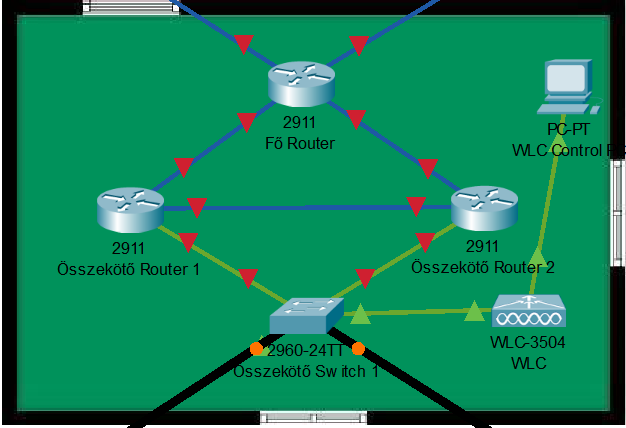 2911
Fő Router
PC-PT
WLC Control
2911
Összekötő Router 1
2911
Összekötő Router 2
WLC-3504
WLC
2960-24TT
Összekötő Switch 1